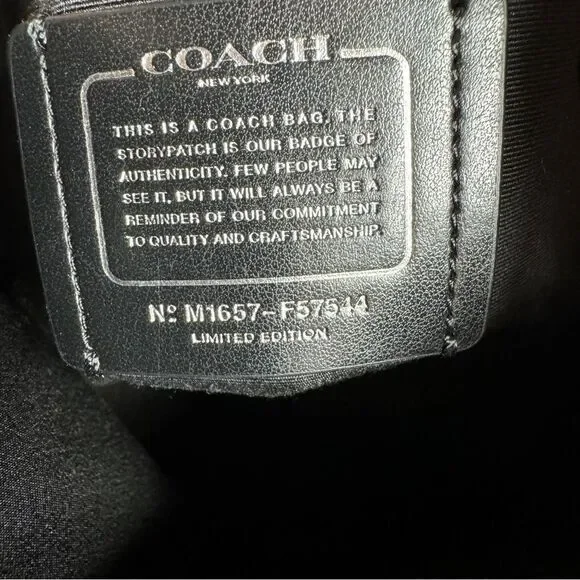 COACH
NEW YORK
THIS IS A COACH BAG. THE
STORYPATCH IS OUR BADGE OF
AUTHENTICITY. FEW PEOPLE MAY
SEE IT, BUT IT WILL ALWAYS BE A
REMINDER OF OUR COMMITMENT
TO QUALITY AND CRAFTSMANSHIP.
Nº M1657-F57544
LIMITED EDITION